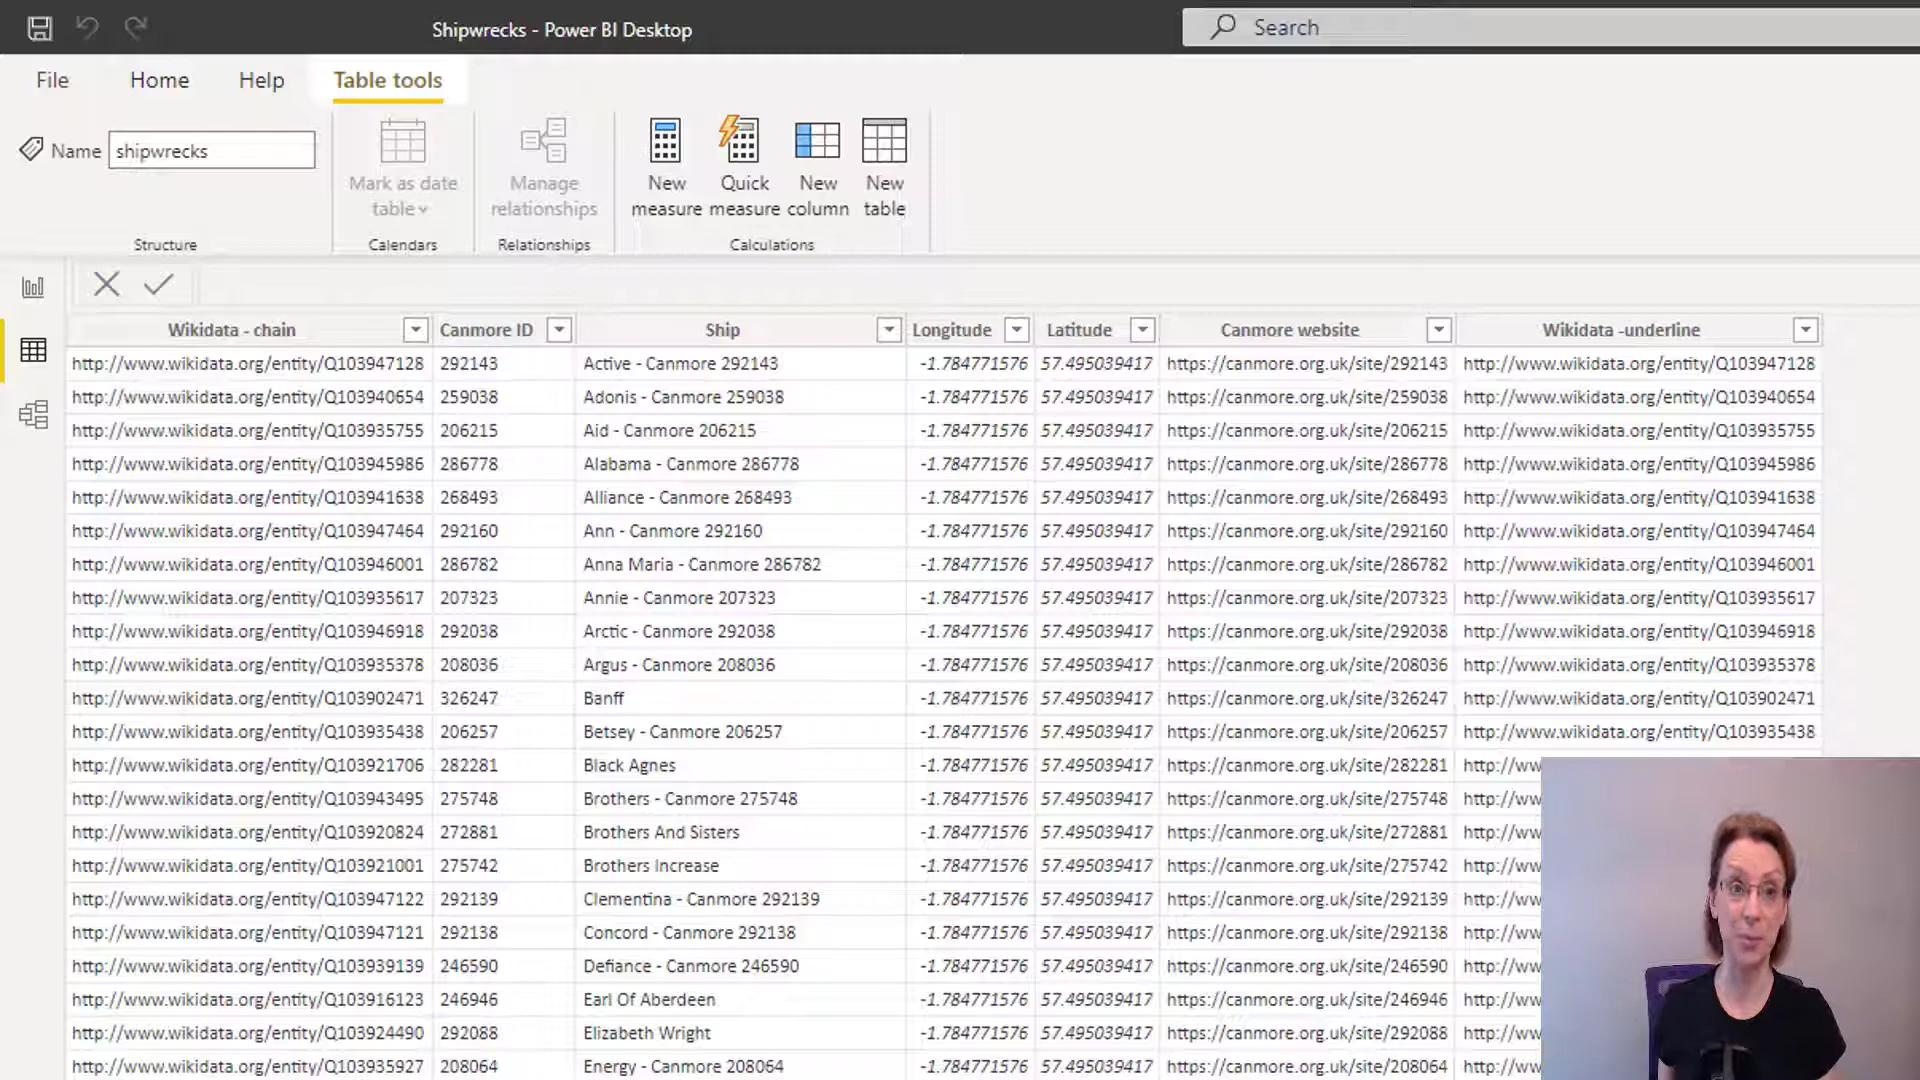 Shipwrecks - Power BI Desktop
Search
File Home Help Table tools
Name shipwrecks
Mark as date table
Manage relationships
New measure
Quick measure
New column
New table
Structure Calendars Relationships Calculations
Wikidata - chain Canmore ID Ship Longitude Latitude Canmore website Wikidata -underline
http://www.wikidata.org/entity/Q103947128 292143 Active - Canmore 292143 -1.784771576 57.495039417 https://canmore.org.uk/site/292143 http://www.wikidata.org/entity/Q103947128
http://www.wikidata.org/entity/Q103940654 259038 Adonis - Canmore 259038 -1.784771576 57.495039417 https://canmore.org.uk/site/259038 http://www.wikidata.org/entity/Q103940654
http://www.wikidata.org/entity/Q103935755 206215 Aid - Canmore 206215 -1.784771576 57.495039417 https://canmore.org.uk/site/206215 http://www.wikidata.org/entity/Q103935755
http://www.wikidata.org/entity/Q103945986 286778 Alabama - Canmore 286778 -1.784771576 57.495039417 https://canmore.org.uk/site/286778 http://www.wikidata.org/entity/Q103945986
http://www.wikidata.org/entity/Q103941638 268493 Alliance - Canmore 268493 -1.784771576 57.495039417 https://canmore.org.uk/site/268493 http://www.wikidata.org/entity/Q103941638
http://www.wikidata.org/entity/Q103947464 292160 Ann - Canmore 292160 -1.784771576 57.495039417 https://canmore.org.uk/site/292160 http://www.wikidata.org/entity/Q103947464
http://www.wikidata.org/entity/Q103946001 286782 Anna Maria - Canmore 286782 -1.784771576 57.495039417 https://canmore.org.uk/site/286782 http://www.wikidata.org/entity/Q103946001
http://www.wikidata.org/entity/Q103935617 207323 Annie - Canmore 207323 -1.784771576 57.495039417 https://canmore.org.uk/site/207323 http://www.wikidata.org/entity/Q103935617
http://www.wikidata.org/entity/Q103946918 292038 Arctic - Canmore 292038 -1.784771576 57.495039417 https://canmore.org.uk/site/292038 http://www.wikidata.org/entity/Q103946918
http://www.wikidata.org/entity/Q103935378 208036 Argus - Canmore 208036 -1.784771576 57.495039417 https://canmore.org.uk/site/208036 http://www.wikidata.org/entity/Q103935378
http://www.wikidata.org/entity/Q103902471 326247 Banff -1.784771576 57.495039417 https://canmore.org.uk/site/326247 http://www.wikidata.org/entity/Q103902471
http://www.wikidata.org/entity/Q103935438 206257 Betsey - Canmore 206257 -1.784771576 57.495039417 https://canmore.org.uk/site/206257 http://www.wikidata.org/entity/Q103935438
http://www.wikidata.org/entity/Q103921706 282281 Black Agnes -1.784771576 57.495039417 https://canmore.org.uk/site/282281 http://ww
http://www.wikidata.org/entity/Q103943495 275748 Brothers - Canmore 275748 -1.784771576 57.495039417 https://canmore.org.uk/site/275748 http://ww
http://www.wikidata.org/entity/Q103920824 272881 Brothers And Sisters -1.784771576 57.495039417 https://canmore.org.uk/site/272881 http://ww
http://www.wikidata.org/entity/Q103921001 275742 Brothers Increase -1.784771576 57.495039417 https://canmore.org.uk/site/275742 http://ww
http://www.wikidata.org/entity/Q103947122 292139 Clementina - Canmore 292139 -1.784771576 57.495039417 https://canmore.org.uk/site/292139 http://ww
http://www.wikidata.org/entity/Q103947121 292138 Concord - Canmore 292138 -1.784771576 57.495039417 https://canmore.org.uk/site/292138 http://ww
http://www.wikidata.org/entity/Q103939139 246590 Defiance - Canmore 246590 -1.784771576 57.495039417 https://canmore.org.uk/site/246590 http://ww
http://www.wikidata.org/entity/Q103916123 246946 Earl Of Aberdeen -1.784771576 57.495039417 https://canmore.org.uk/site/246946 http://ww
http://www.wikidata.org/entity/Q103924490 292088 Elizabeth Wright -1.784771576 57.495039417 https://canmore.org.uk/site/292088 http://ww
http://www.wikidata.org/entity/Q103935927 208064 Energy - Canmore 208064 -1.784771576 57.495039417 https://canmore.org.uk/site/208064 http://ww